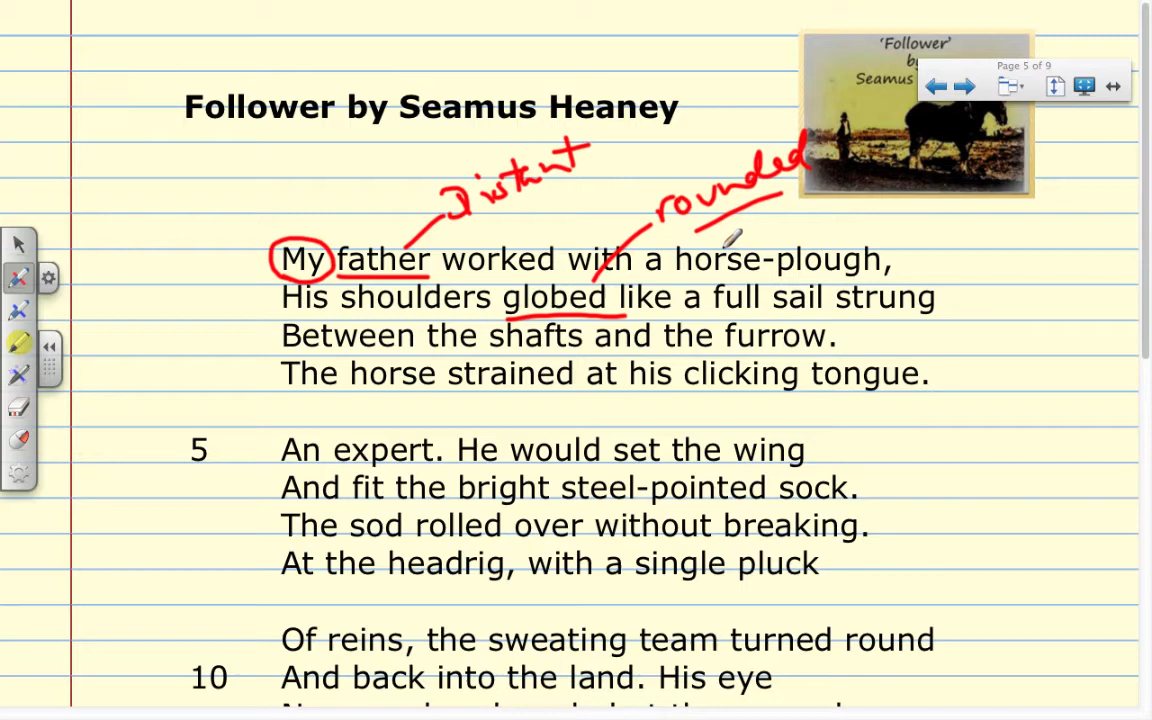 'Follower'
by
Seamus
Page 5 of 9
Follower by Seamus Heaney
Distant
rounded
My father worked with a horse-plough,
His shoulders globed like a full sail strung
Between the shafts and the furrow.
The horse strained at his clicking tongue.
5 An expert. He would set the wing
And fit the bright steel-pointed sock.
The sod rolled over without breaking.
At the headrig, with a single pluck
Of reins, the sweating team turned round
10 And back into the land. His eye